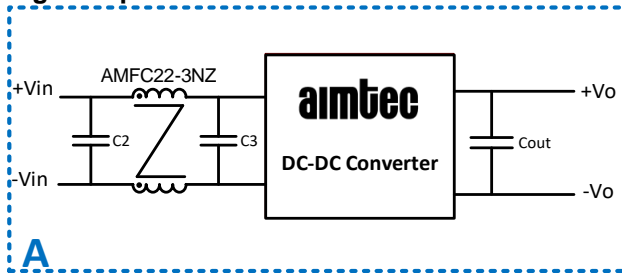 AMFC22-3NZ
+Vin
C2
C3
-Vin
aimtec
DC-DC Converter
+Vo
Cout
-Vo
A